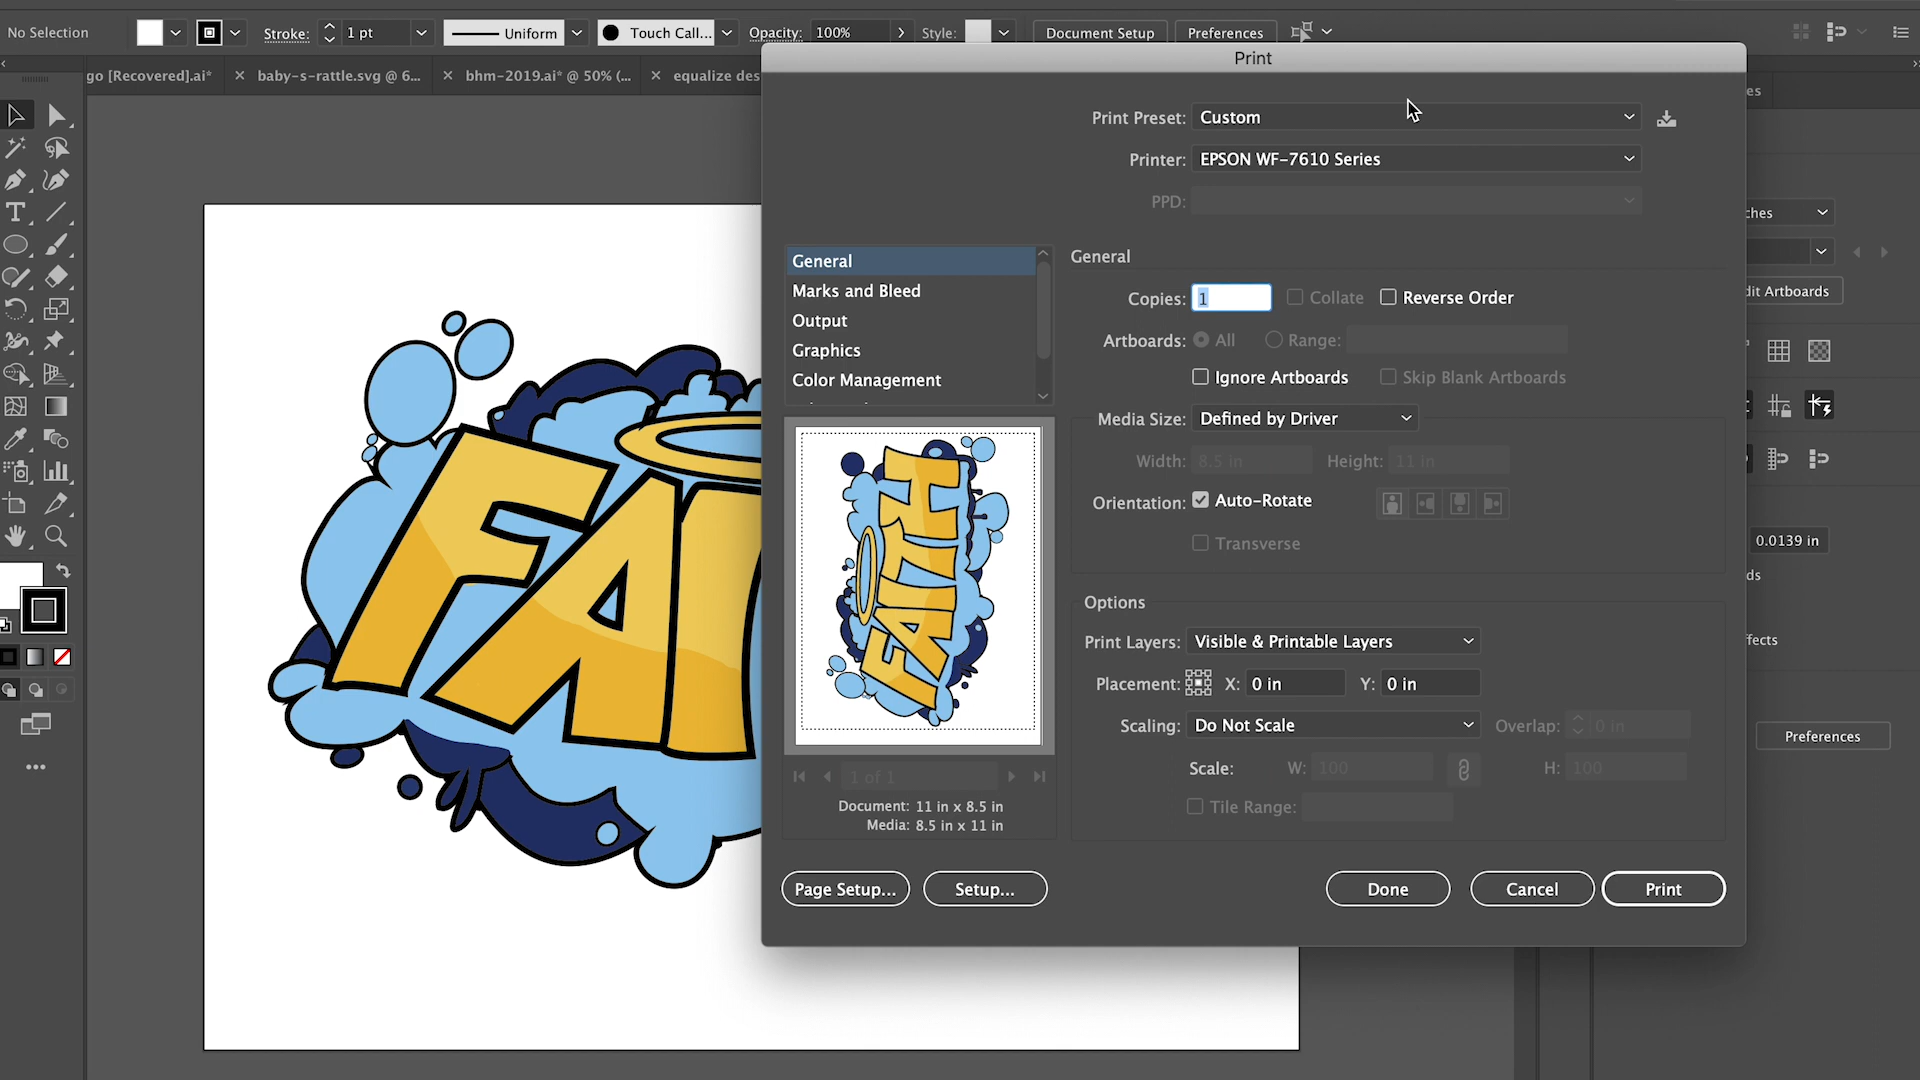 No Selection
Stroke: 1 pt
Uniform
Touch Call...
Opacity: 100%
Style:
Document Setup
Preferences
go [Recovered].ai*
baby-s-rattle.svg @ 6...
bhm-2019.ai* @ 50% (...
equalize des
Print
es
Print Preset: Custom
Printer: EPSON WF-7610 Series
PPD:
ches
General
Marks and Bleed
Output
Graphics
Color Management
General
Copies: 1
Collate
Reverse Order
dit Artboards
Artboards: All
Range:
Ignore Artboards
Skip Blank Artboards
Media Size: Defined by Driver
Width: 8.5 in
Height: 11 in
Orientation: Auto-Rotate
Transverse
0.0139 in
ds
Options
Print Layers: Visible & Printable Layers
ffects
Placement: X: 0 in Y: 0 in
Scaling: Do Not Scale
Overlap: 0 in
Preferences
Scale: W: 100 H: 100
Tile Range:
FAI
FAITH
1 of 1
Document: 11 in x 8.5 in
Media: 8.5 in x 11 in
Page Setup...
Setup...
Done
Cancel
Print